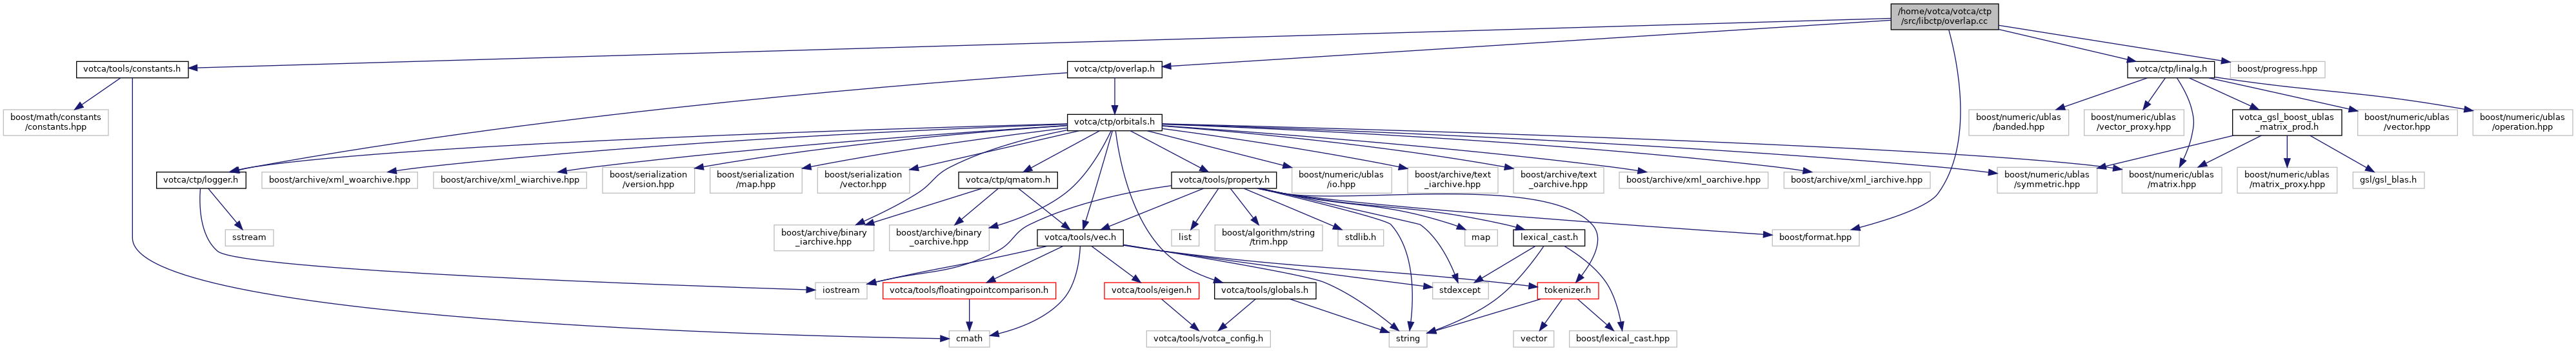 /home/votca/votca/ctp
/src/libctp/overlap.cc
votca/tools/constants.h
votca/ctp/overlap.h
votca/ctp/linalg.h
boost/progress.hpp
boost/math/constants
/constants.hpp
votca/ctp/orbitals.h
boost/numeric/ublas
/banded.hpp
boost/numeric/ublas
/vector_proxy.hpp
votca_gsl_boost_ublas
_matrix_prod.h
boost/numeric/ublas
/vector.hpp
boost/numeric/ublas
/operation.hpp
votca/ctp/logger.h
boost/archive/xml_woarchive.hpp
boost/archive/xml_wiarchive.hpp
boost/serialization
/version.hpp
boost/serialization
/map.hpp
boost/serialization
/vector.hpp
votca/ctp/qmatom.h
votca/tools/property.h
boost/numeric/ublas
/io.hpp
boost/archive/text
_iarchive.hpp
boost/archive/text
_oarchive.hpp
boost/archive/xml_oarchive.hpp
boost/archive/xml_iarchive.hpp
boost/numeric/ublas
/symmetric.hpp
boost/numeric/ublas
/matrix.hpp
boost/numeric/ublas
/matrix_proxy.hpp
gsl/gsl_blas.h
sstream
boost/archive/binary
_iarchive.hpp
boost/archive/binary
_oarchive.hpp
votca/tools/vec.h
list
boost/algorithm/string
/trim.hpp
stdlib.h
map
lexical_cast.h
boost/format.hpp
iostream
votca/tools/floatingpointcomparison.h
votca/tools/eigen.h
votca/tools/globals.h
stdexcept
tokenizer.h
cmath
votca/tools/votca_config.h
string
vector
boost/lexical_cast.hpp